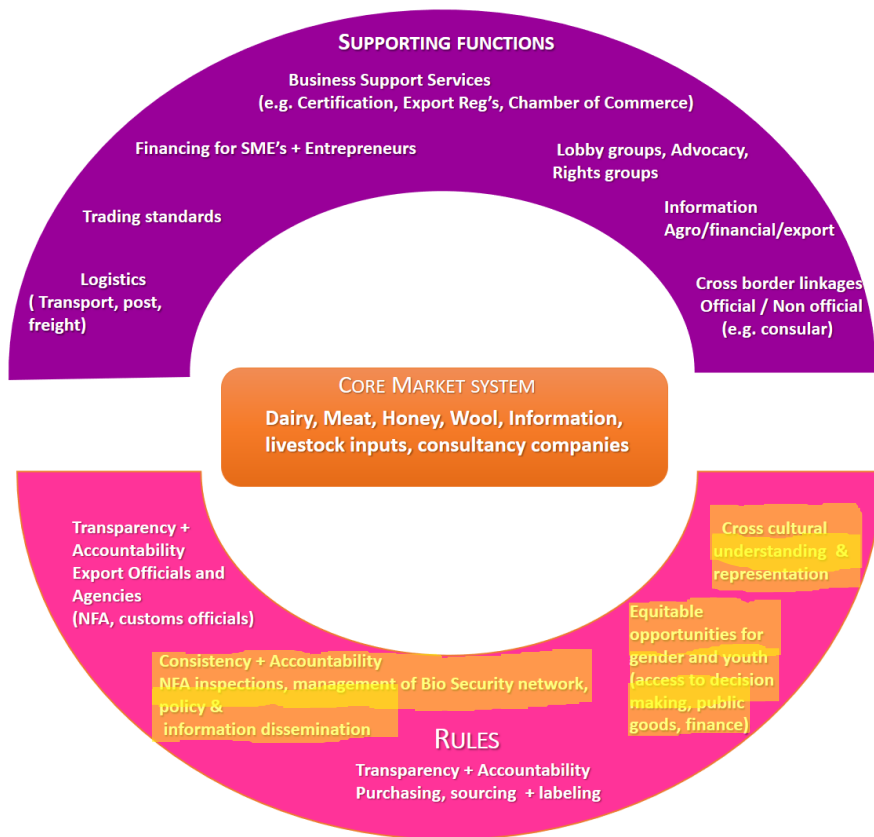 SUPPORTING FUNCTIONS
Business Support Services
(e.g. Certification, Export Reg's, Chamber of Commerce)
Financing for SME's + Entrepreneurs
Lobby groups, Advocacy,
Rights groups
Trading standards
Information
Agro/financial/export
Logistics
( Transport, post,
freight)
Cross border linkages
Official / Non official
(e.g. consular)
CORE MARKET SYSTEM
Dairy, Meat, Honey, Wool, Information,
livestock inputs, consultancy companies
Transparency +
Accountability
Export Officials and
Agencies
(NFA, customs officials)
Cross cultural
understanding &
representation
Equitable
opportunities for
gender and youth
(access to decision
making, public
goods, finance)
Consistency + Accountability
NFA inspections, management of Bio Security network,
policy &
information dissemination
RULES
Transparency + Accountability
Purchasing, sourcing + labeling